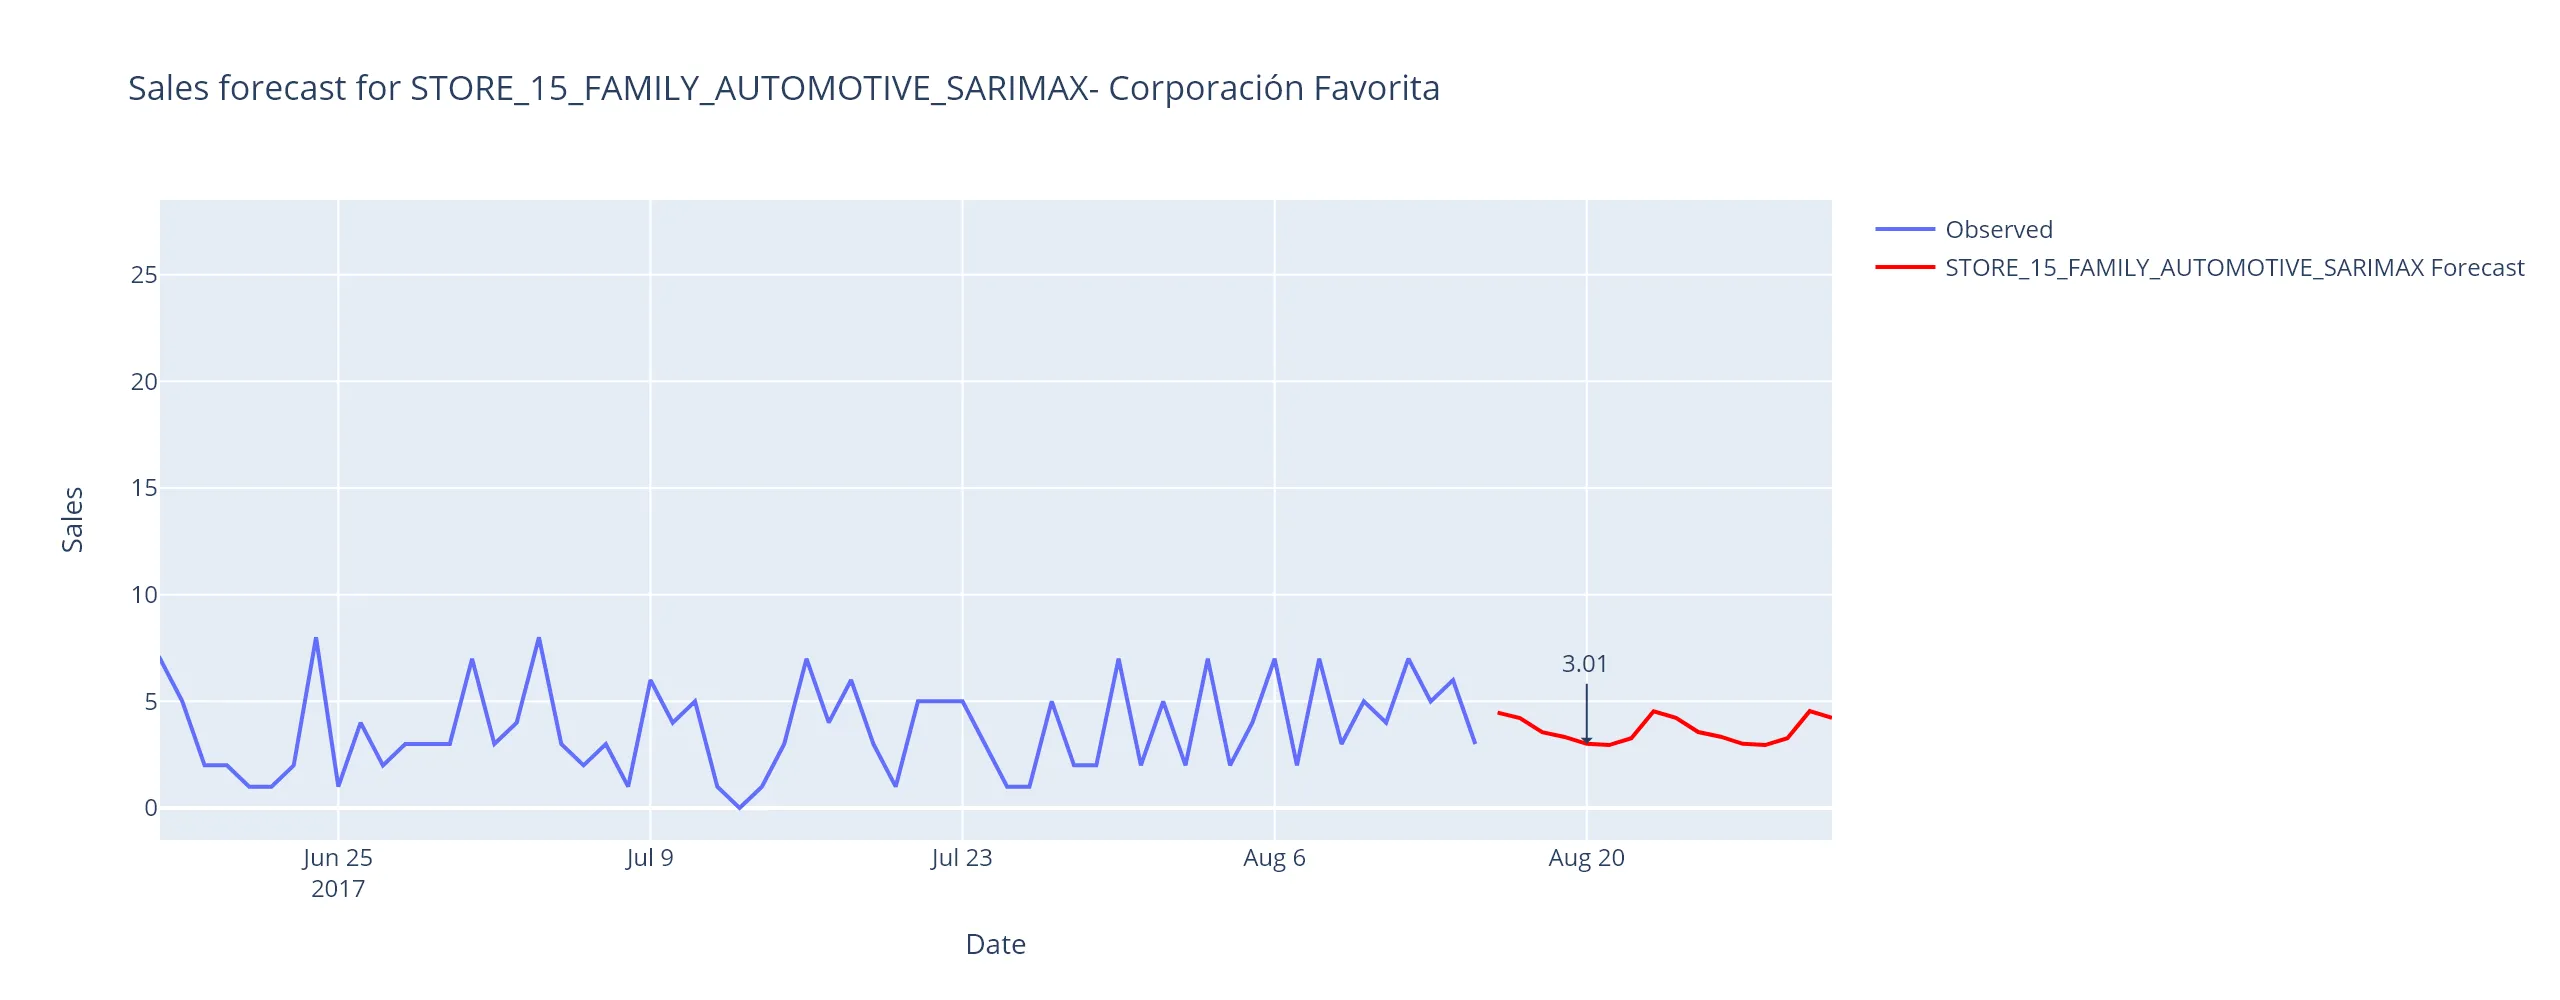 Sales forecast for STORE_15_FAMILY_AUTOMOTIVE_SARIMAX- Corporación Favorita
Observed
STORE_15_FAMILY_AUTOMOTIVE_SARIMAX Forecast
25
20
15
10
5
0
Sales
3.01
Jun 25
2017
Jul 9
Jul 23
Aug 6
Aug 20
Date